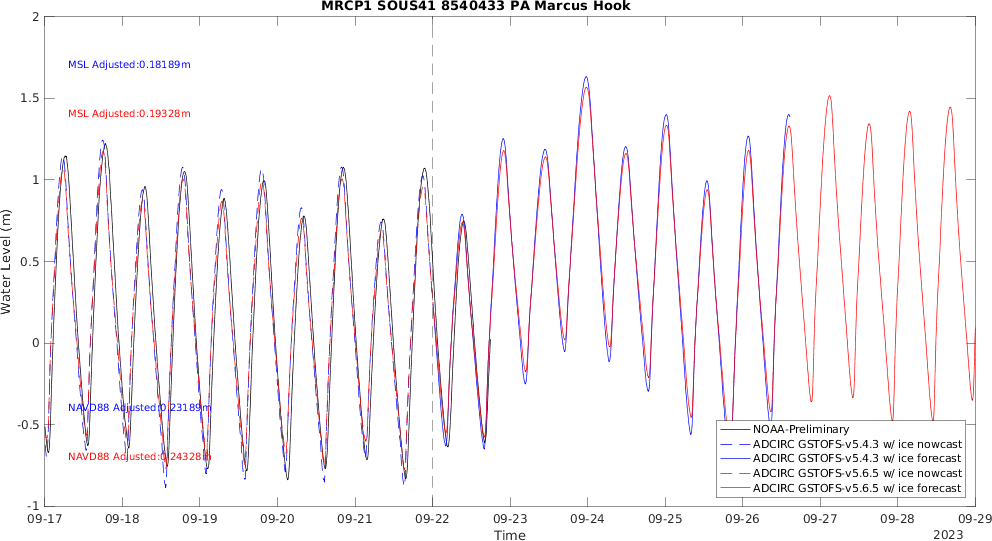 MRCP1 SOUS41 8540433 PA Marcus Hook
2
1.5
1
0.5
0
-0.5
-1
Water Level (m)
MSL Adjusted:0.18189m
MSL Adjusted:0.19328m
NAVD88 Adjusted:0.23189m
NAVD88 Adjusted:0.24328m
NOAA-Preliminary
ADCIRC GSTOFS-v5.4.3 w/ ice nowcast
ADCIRC GSTOFS-v5.4.3 w/ ice forecast
ADCIRC GSTOFS-v5.6.5 w/ ice nowcast
ADCIRC GSTOFS-v5.6.5 w/ ice forecast
09-17 09-18 09-19 09-20 09-21 09-22 09-23 09-24 09-25 09-26 09-27 09-28 09-29
Time
2023